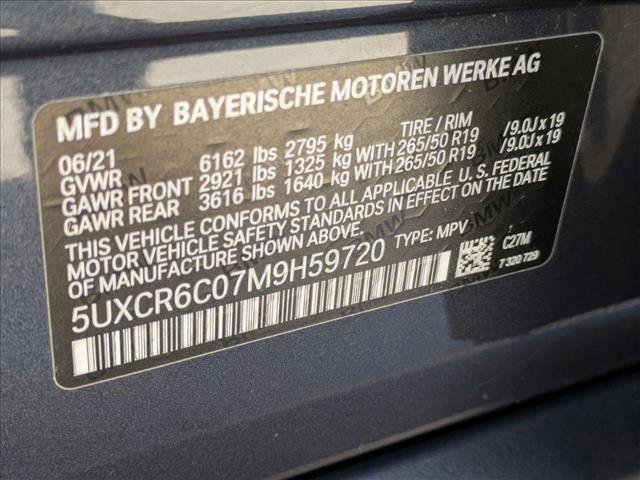 MFD BY BAYERISCHE MOTOREN WERKE AG
06/21 TIRE / RIM
GVWR 6162 lbs 2795 kg
GAWR FRONT 2921 lbs 1325 kg WITH 265/50 R19 /9.0J x 19
GAWR REAR 3616 lbs 1640 kg WITH 265/50 R19 /9.0J x 19
THIS VEHICLE CONFORMS TO ALL APPLICABLE U. S. FEDERAL
MOTOR VEHICLE SAFETY STANDARDS IN EFFECT ON THE DATE
OF MANUFACTURE SHOWN ABOVE.
5UXCR6C07M9H59720 TYPE: MPV C27M
7 320 729